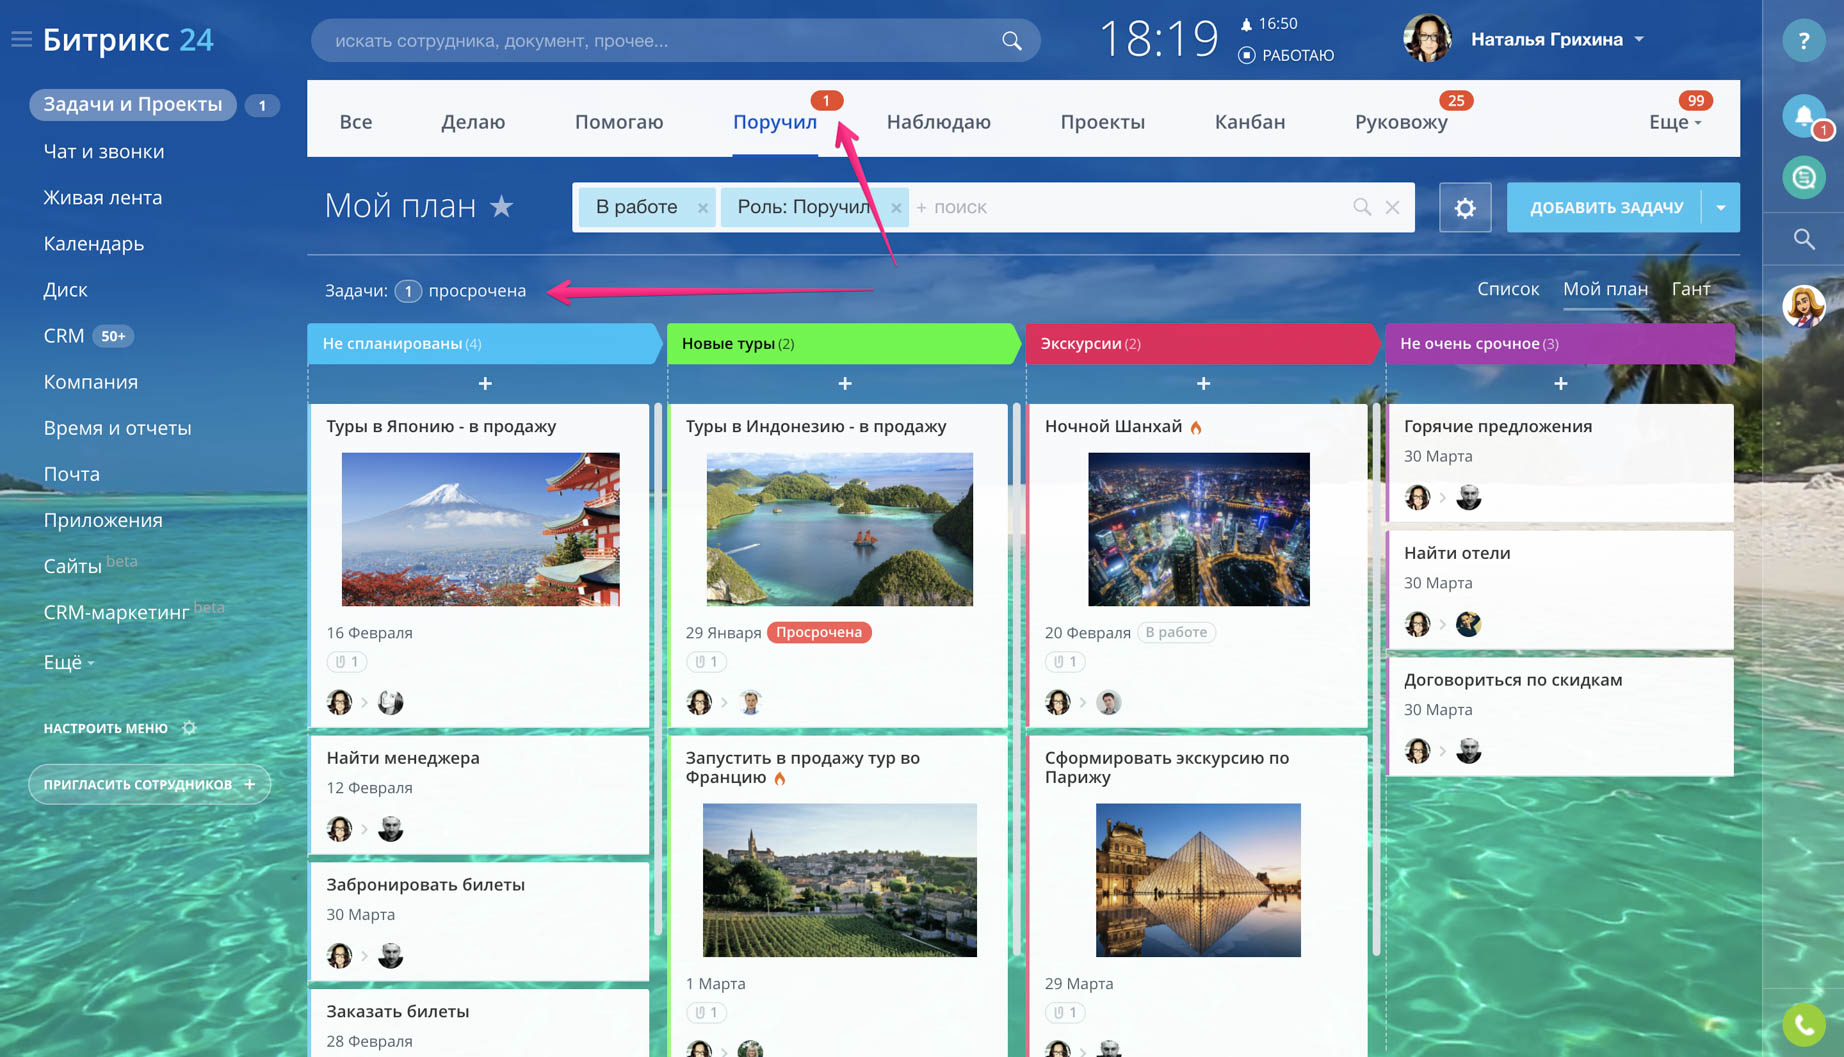 Битрикс 24
искать сотрудника, документ, прочее...
18:19
16:50
РАБОТАЮ
Наталья Грихина
?
Задачи и Проекты 1
Чат и звонки
Живая лента
Календарь
Диск
CRM 50+
Компания
Время и отчеты
Почта
Приложения
Сайты beta
CRM-маркетинг beta
Ещё
НАСТРОИТЬ МЕНЮ
ПРИГЛАСИТЬ СОТРУДНИКОВ +
1
Все
Делаю
Помогаю
Поручил 1
Наблюдаю
Проекты
Канбан
Руковожу 25
Еще 99
Мой план
В работе ×
Роль: Поручил ×
+ поиск
ДОБАВИТЬ ЗАДАЧУ
Задачи: 1 просрочена
Список
Мой план
Гант
Не спланированы (4)
+
Туры в Японию - в продажу
16 Февраля
1
Найти менеджера
12 Февраля
Забронировать билеты
30 Марта
Заказать билеты
28 Февраля
Новые туры (2)
+
Туры в Индонезию - в продажу
29 Января Просрочена
1
Запустить в продажу тур во
Францию
1 Марта
1
Экскурсии (2)
+
Ночной Шанхай
20 Февраля В работе
1
Сформировать экскурсию по
Парижу
29 Марта
1
Не очень срочное (3)
+
Горячие предложения
30 Марта
Найти отели
30 Марта
Договориться по скидкам
30 Марта